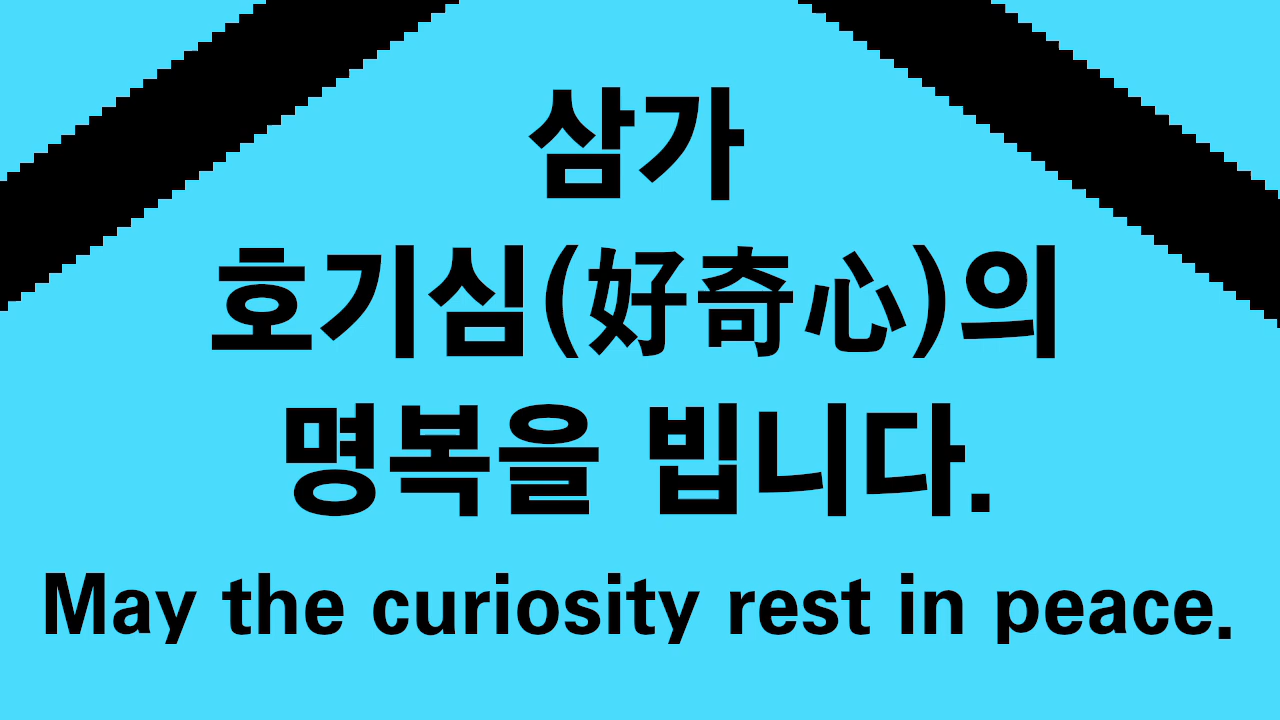 삼가
호기심(好奇心)의
명복을 빕니다.
May the curiosity rest in peace.